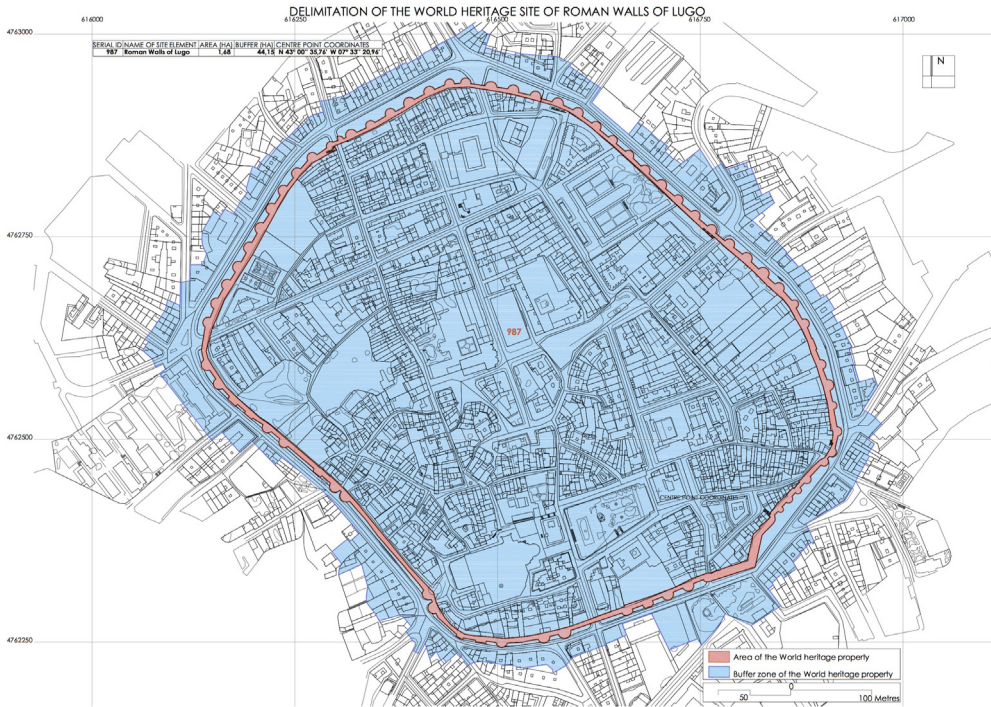 DELIMITATION OF THE WORLD HERITAGE SITE OF ROMAN WALLS OF LUGO
616000 616250 616500 616750 617000
4763000
SERIAL ID NAME OF SITE ELEMENT AREA (HA) BUFFER (HA) CENTRE POINT COORDINATES
987 Roman Walls of Lugo 1,68 44,15 N 43º 00" 35,76' W 07º 33" 20,96'
N
4762750
987
4762500
CENTRE POINT COORDINATES
4762250
Area of the World heritage property
Buffer zone of the World heritage property
50 0 100 Metres